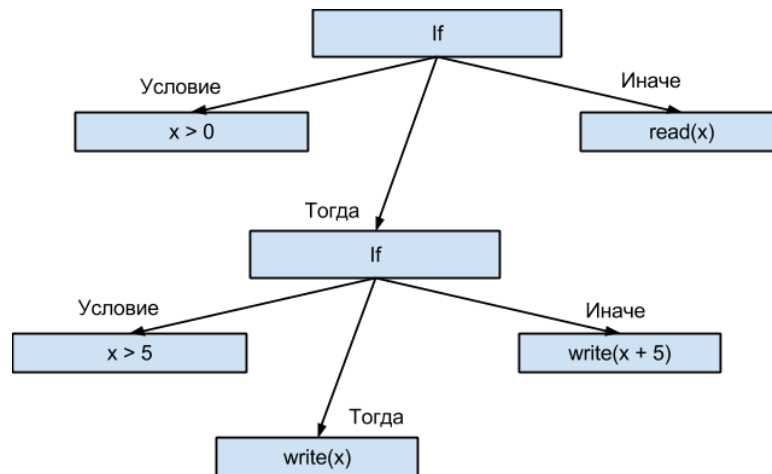 If
Условие
Иначе
x > 0
read(x)
Тогда
If
Условие
Иначе
x > 5
write(x + 5)
Тогда
write(x)